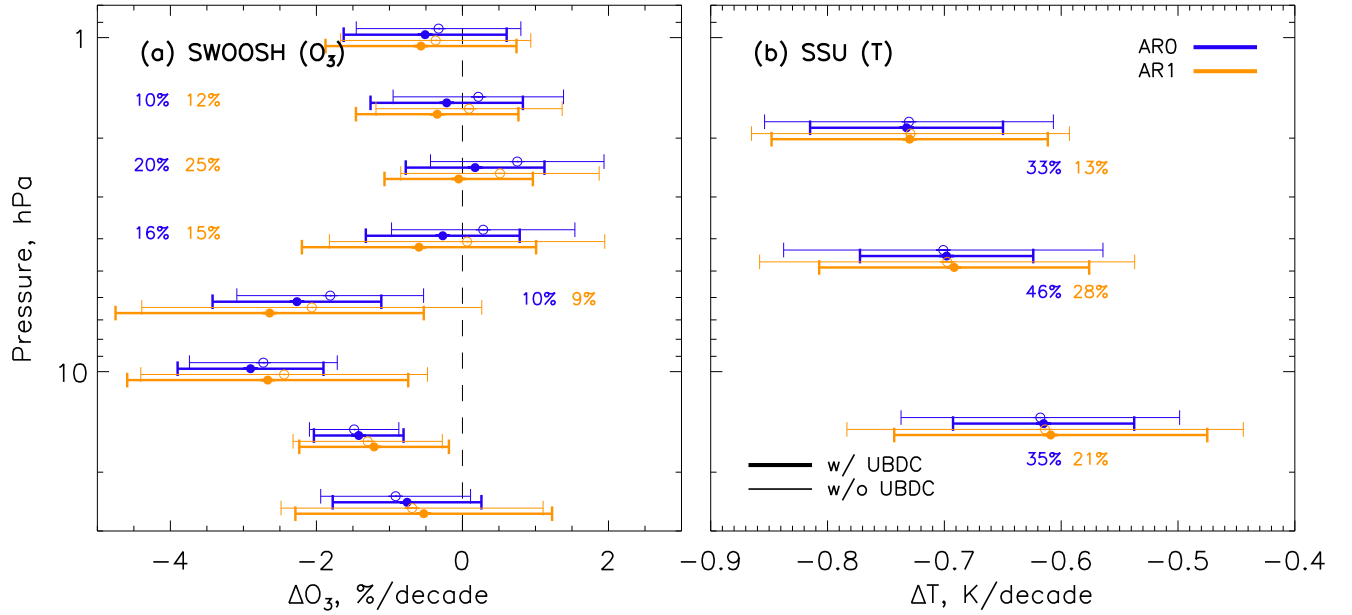 (a) SWOOSH (O₃)
(b) SSU (T)
AR0
AR1
1
10% 12%
20% 25%
33% 13%
16% 15%
Pressure, hPa
10% 9%
46% 28%
10
35% 21%
w/ UBDC
w/o UBDC
−4 −2 0 2
−0.9 −0.8 −0.7 −0.6 −0.5 −0.4
ΔO₃, %/decade
ΔT, K/decade